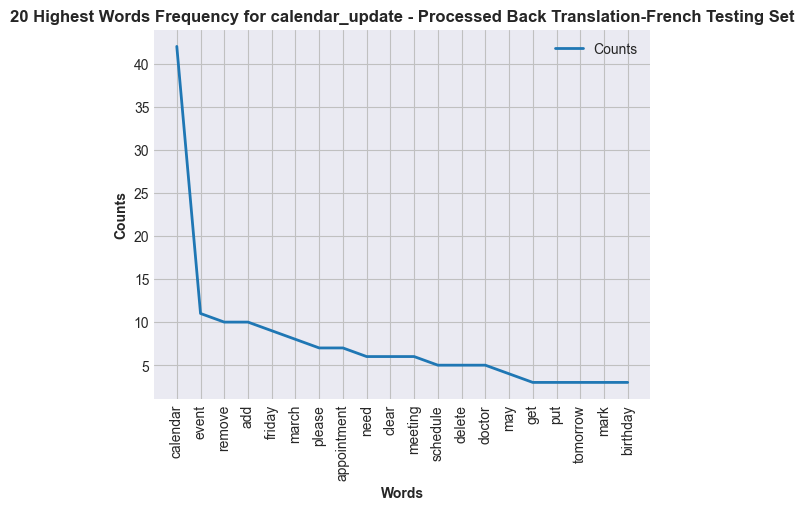 20 Highest Words Frequency for calendar_update - Processed Back Translation-French Testing Set
Counts
40
35
30
25
20
15
10
5
Counts
calendar
event
remove
add
friday
march
please
appointment
need
clear
meeting
schedule
delete
doctor
may
get
put
tomorrow
mark
birthday
Words